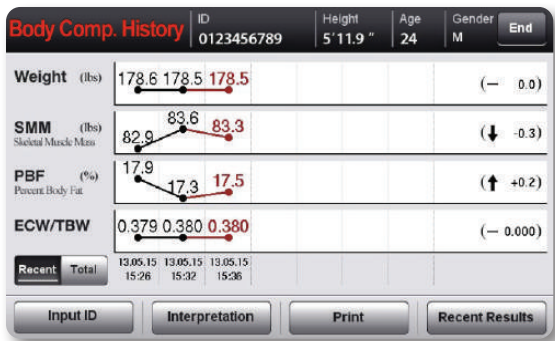 Body Comp. History ID 0123456789 Height 5'11.9 " Age 24 Gender M End
Weight (lbs) 178.6 178.5 178.5 (— 0.0)
SMM (lbs) 82.9 83.6 83.3 (⬇ -0.3)
Skeletal Muscle Mass
PBF (%) 17.9 17.3 17.5 (⬆ +0.2)
Percent Body Fat
ECW/TBW 0.379 0.380 0.380 (— 0.000)
Recent Total 13.05.15 13.05.15 13.05.15
15:26 15:32 15:36
Input ID Interpretation Print Recent Results